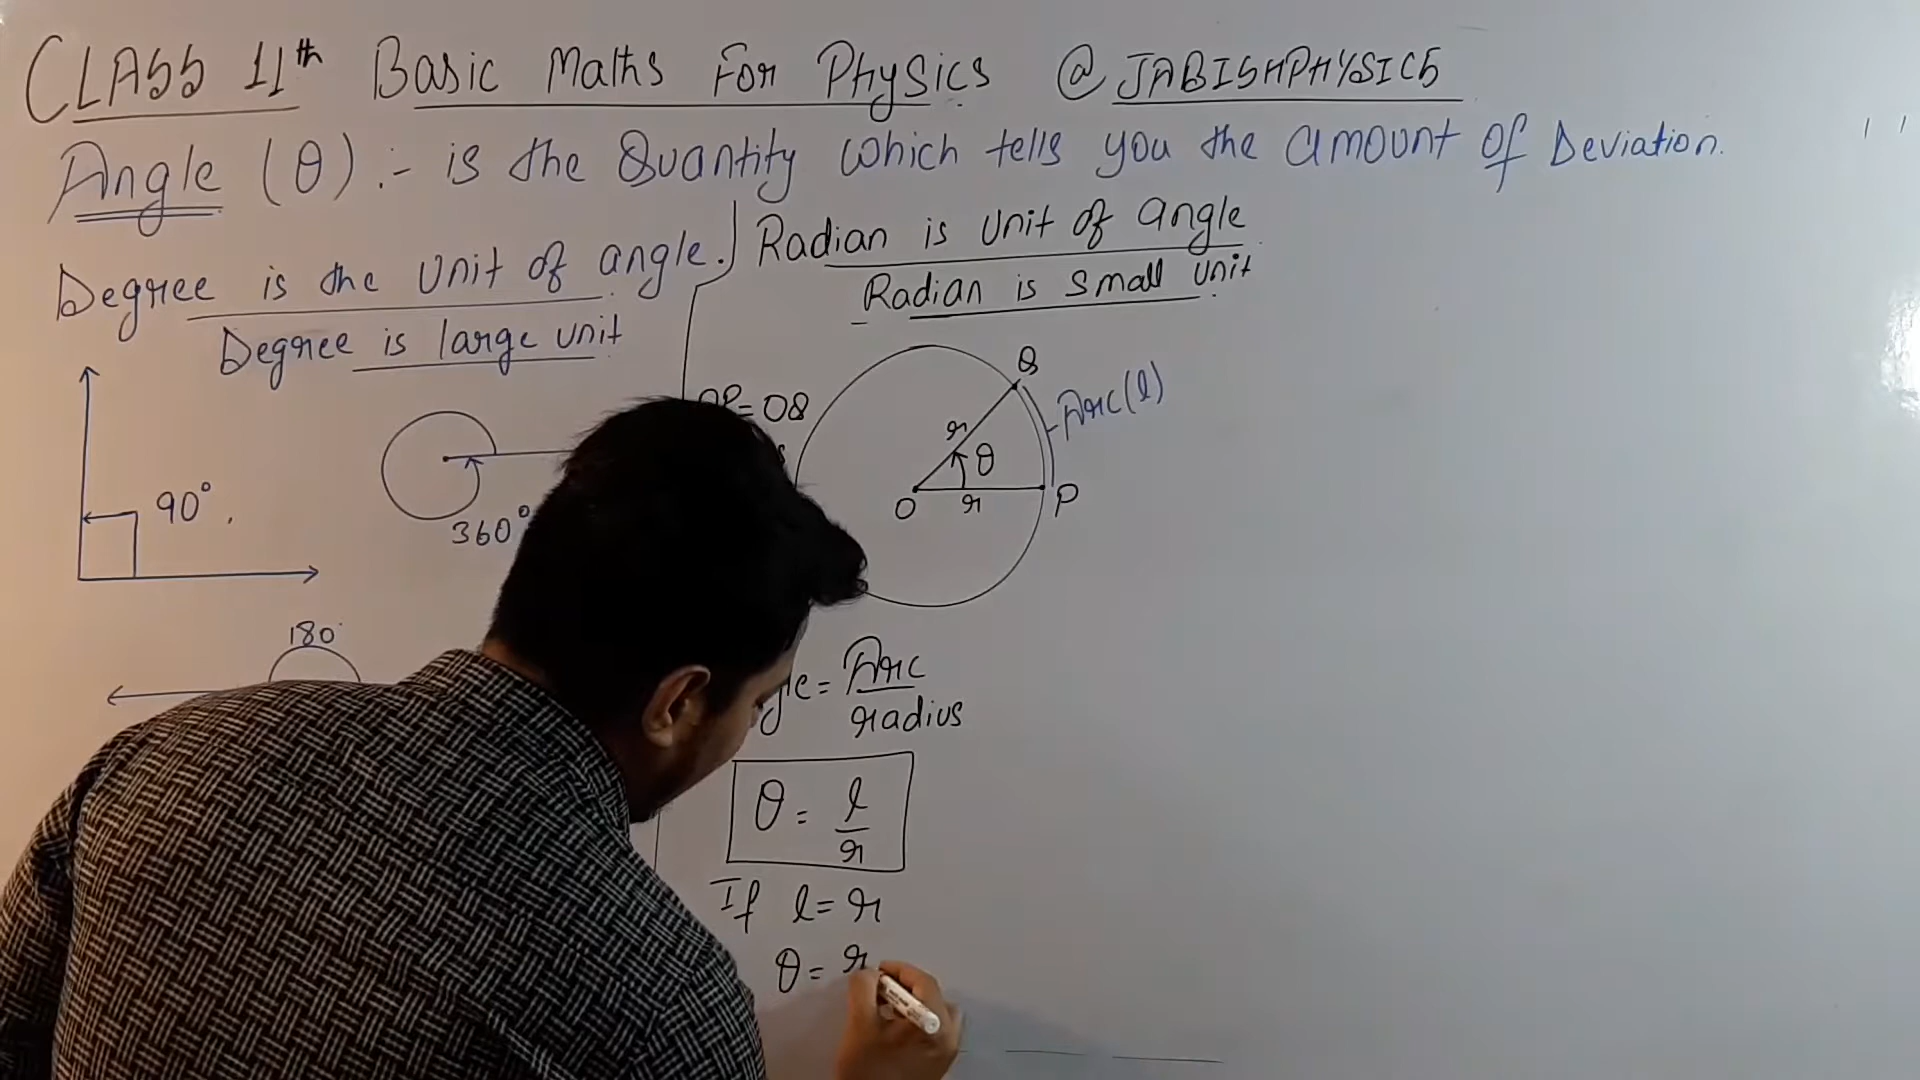 CLASS 11th Basic Maths For Physics @JABISHPHYSICS
Angle (θ) :- is the Quantity which tells you the amount of Deviation.
Degree is the unit of angle.
Degree is large unit
90°
360°
180
Radian is unit of angle
Radian is small unit
= OQ
Q
Arc(l)
r
θ
O
r
P
= Arc
radius
θ = l
r
If l = r
θ = r